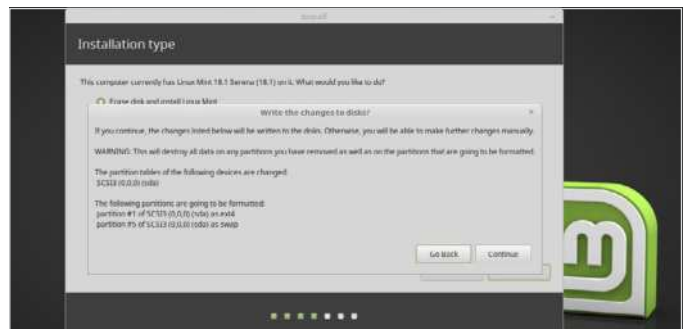 Install
Installation type
This computer currently has Linux Mint 18.1 Serena (18.1) on it. What would you like to do?
Erase disk and install Linux Mint
Write the changes to disks?
If you continue, the changes listed below will be written to the disks. Otherwise, you will be able to make further changes manually.
WARNING: This will destroy all data on any partitions you have removed as well as on the partitions that are going to be formatted.
The partition tables of the following devices are changed:
SCSI3 (0,0,0) (sda)
The following partitions are going to be formatted:
partition #1 of SCSI3 (0,0,0) (sda) as ext4
partition #5 of SCSI3 (0,0,0) (sda) as swap
Go Back
Continue